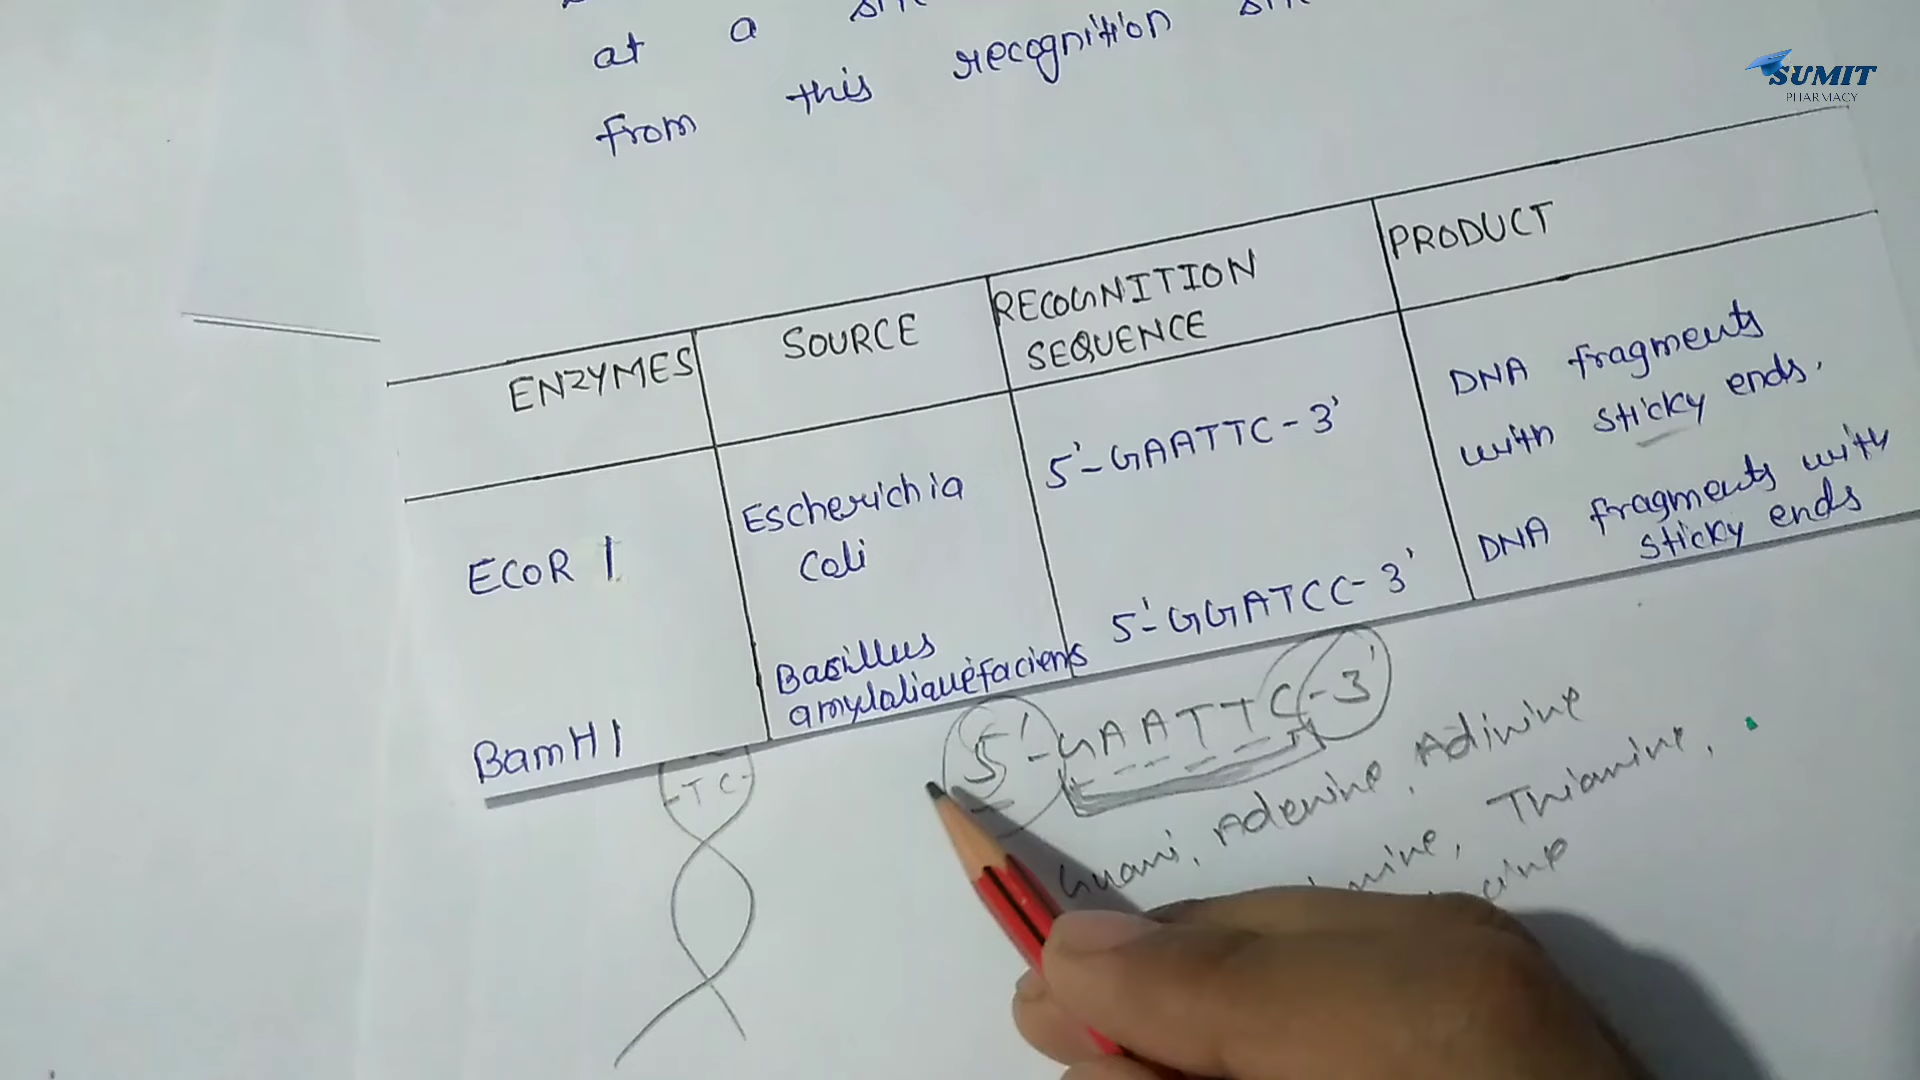 at a
from this recognition
SUMIT
PHARMACY
ENZYMES SOURCE RECOGNITION SEQUENCE PRODUCT
ECOR I
Escherichia
Coli
5'-GAATTC-3'
DNA fragments
with sticky ends.
BamHI
Bacillus
amylaliquefaciens
5'-GGATCC-3'
DNA fragments with
sticky ends
-TC-
5'-GAATTC-3'
Guani, Adenine, Adinine
Thiamine,